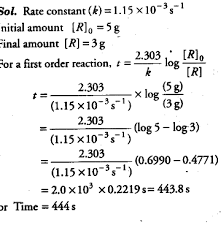 Sol. Rate constant (k) = 1.15 × 10⁻³ s⁻¹
nitial amount [R]₀ = 5 g
Final amount [R] = 3 g
For a first order reaction, t = 2.303/k log [R]₀/[R]
t = 2.303/(1.15 × 10⁻³ s⁻¹) × log (5 g)/(3 g)
= 2.303/(1.15 × 10⁻³ s⁻¹) (log 5 – log 3)
= 2.303/(1.15 × 10⁻³ s⁻¹) (0.6990 – 0.4771)
= 2.0 × 10³ × 0.2219 s = 443.8 s
or Time = 444 s